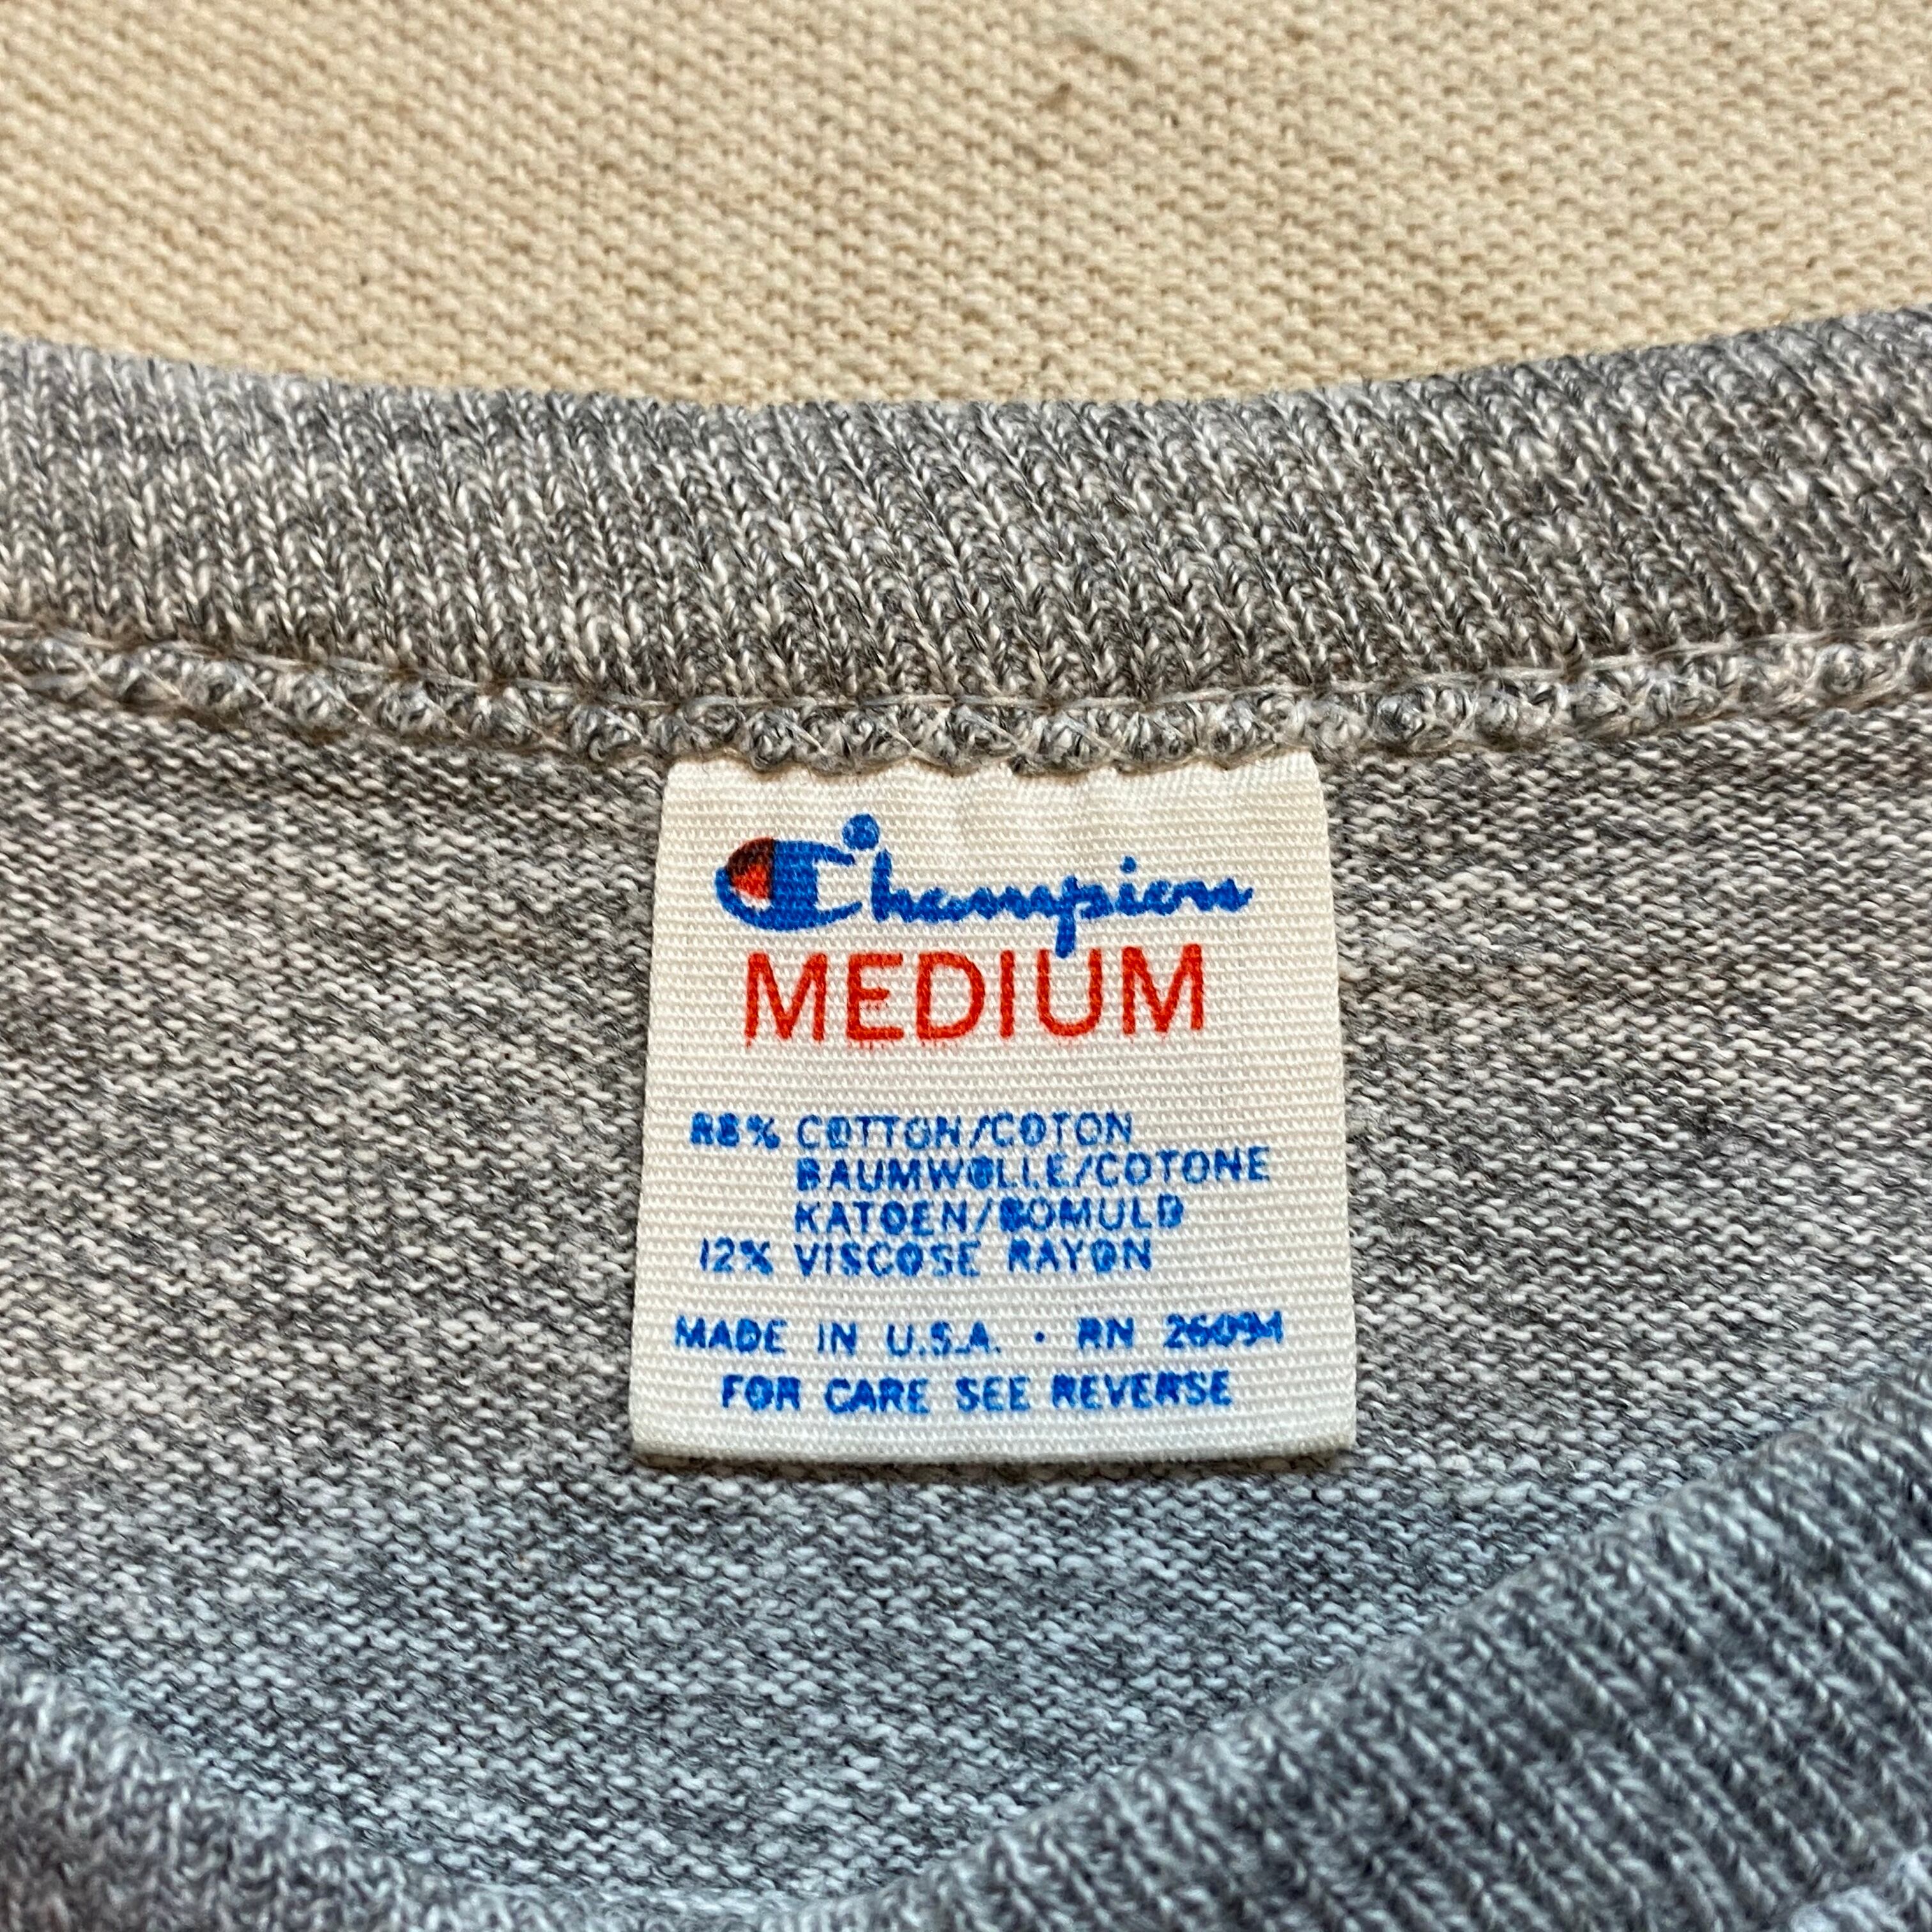 Champion
MEDIUM
88% COTTON/COTON
BAUMWOLLE/COTONE
KATOEN/BOMULD
12% VISCOSE RAYON
MADE IN U.S.A. · RN 26094
FOR CARE SEE REVERSE